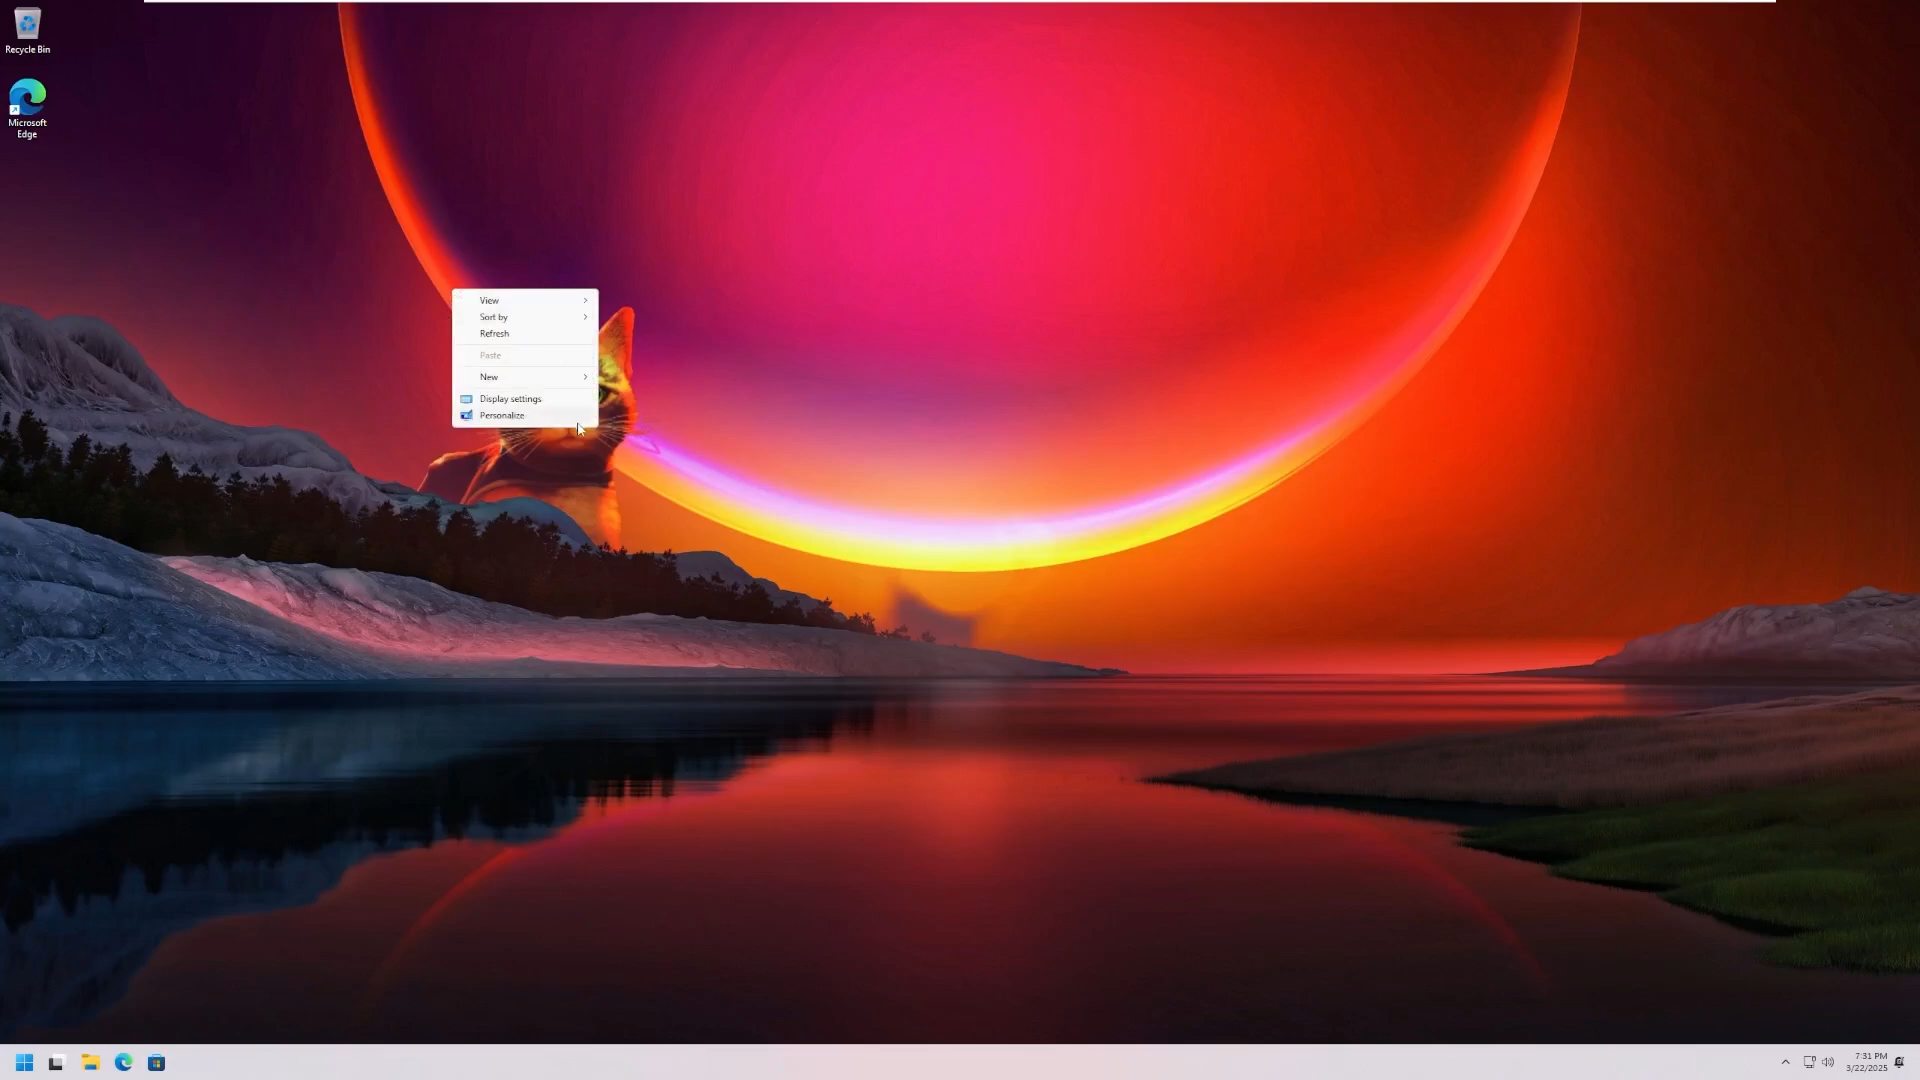 Recycle Bin
Microsoft
Edge
View
Sort by
Refresh
Paste
New
Display settings
Personalize
7:31 PM
3/22/2025